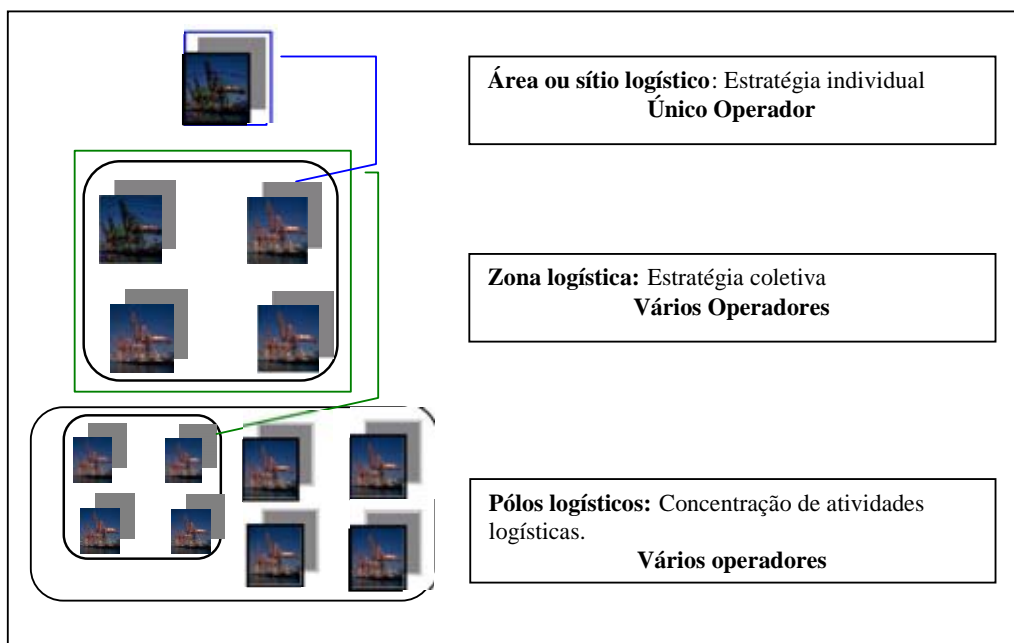 Área ou sítio logístico: Estratégia individual
Único Operador
Zona logística: Estratégia coletiva
Vários Operadores
Pólos logísticos: Concentração de atividades
logísticas.
Vários operadores